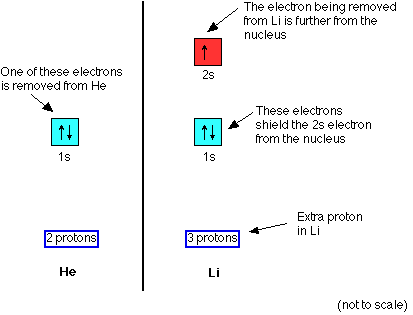 The electron being removed
from Li is further from the
nucleus
2s
One of these electrons
is removed from He
1s
These electrons
shield the 2s electron
from the nucleus
1s
2 protons
3 protons
Extra proton
in Li
He
Li
(not to scale)